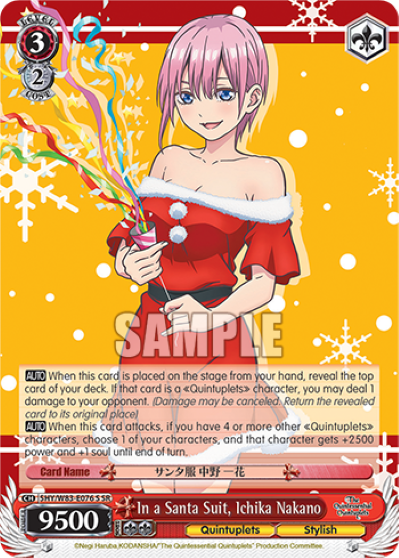 LEVEL
3
2
COST
SAMPLE
AUTO When this card is placed on the stage from your hand, reveal the top
card of your deck. If that card is a «Quintuplets» character, you may deal 1
damage to your opponent. (Damage may be canceled. Return the revealed
card to its original place)
AUTO When this card attacks, if you have 4 or more other «Quintuplets»
characters, choose 1 of your characters, and that character gets +2500
power and +1 soul until end of turn.
Card Name サンタ服 中野 一花
CH 5HY/W83-E076S SR
In a Santa Suit, Ichika Nakano
The Quintessential Quintuplets
POWER
9500
Quintuplets
Stylish
©Negi Haruba,KODANSHA/"The Quintessential Quintuplets" Production Committee.